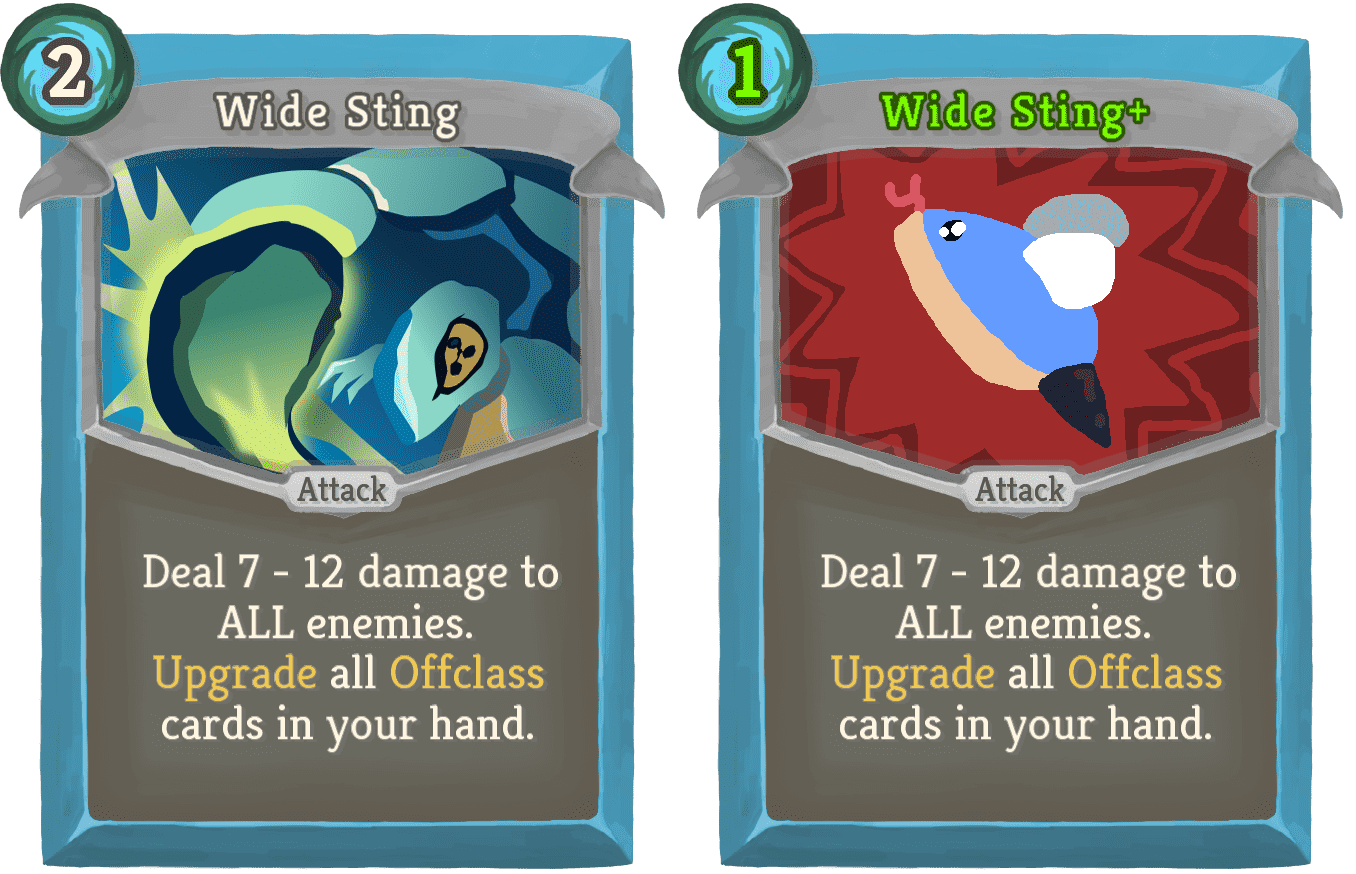 2
Wide Sting
Attack
Deal 7 - 12 damage to
ALL enemies.
Upgrade all Offclass
cards in your hand.
1
Wide Sting+
Attack
Deal 7 - 12 damage to
ALL enemies.
Upgrade all Offclass
cards in your hand.